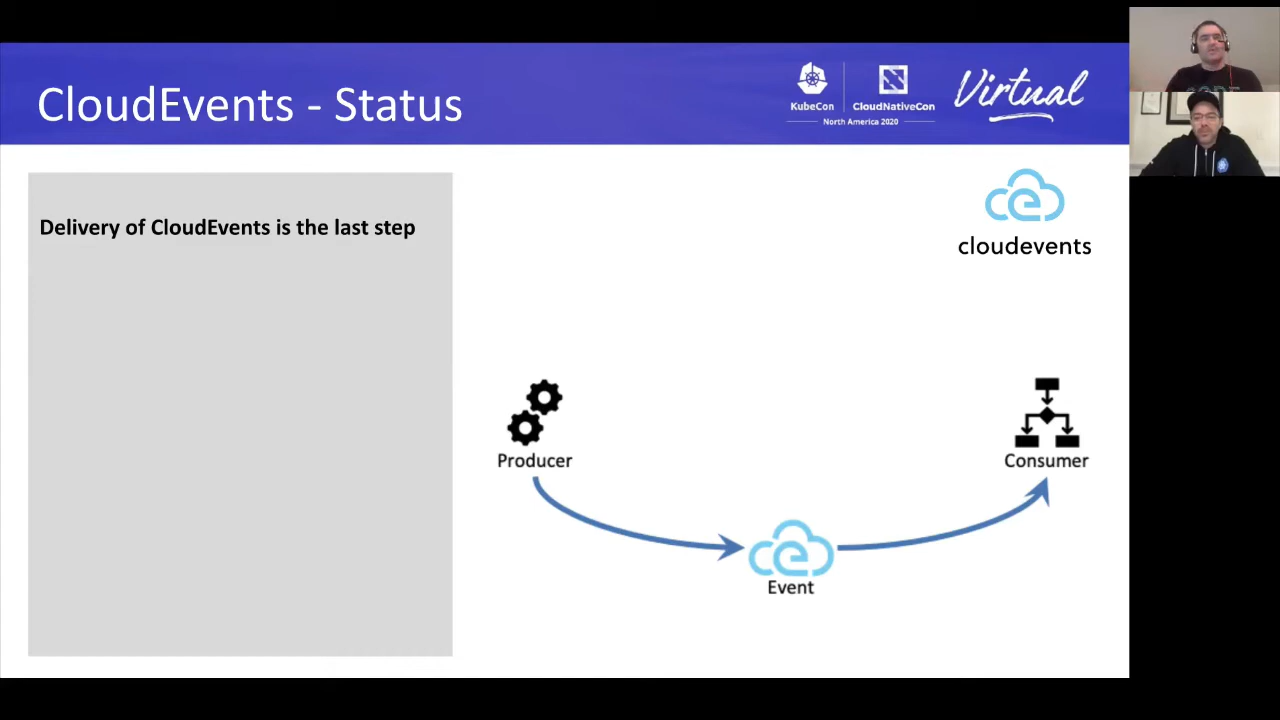 CloudEvents - Status
KubeCon
CloudNativeCon
North America 2020
Virtual
Delivery of CloudEvents is the last step
cloudevents
Producer
Consumer
Event